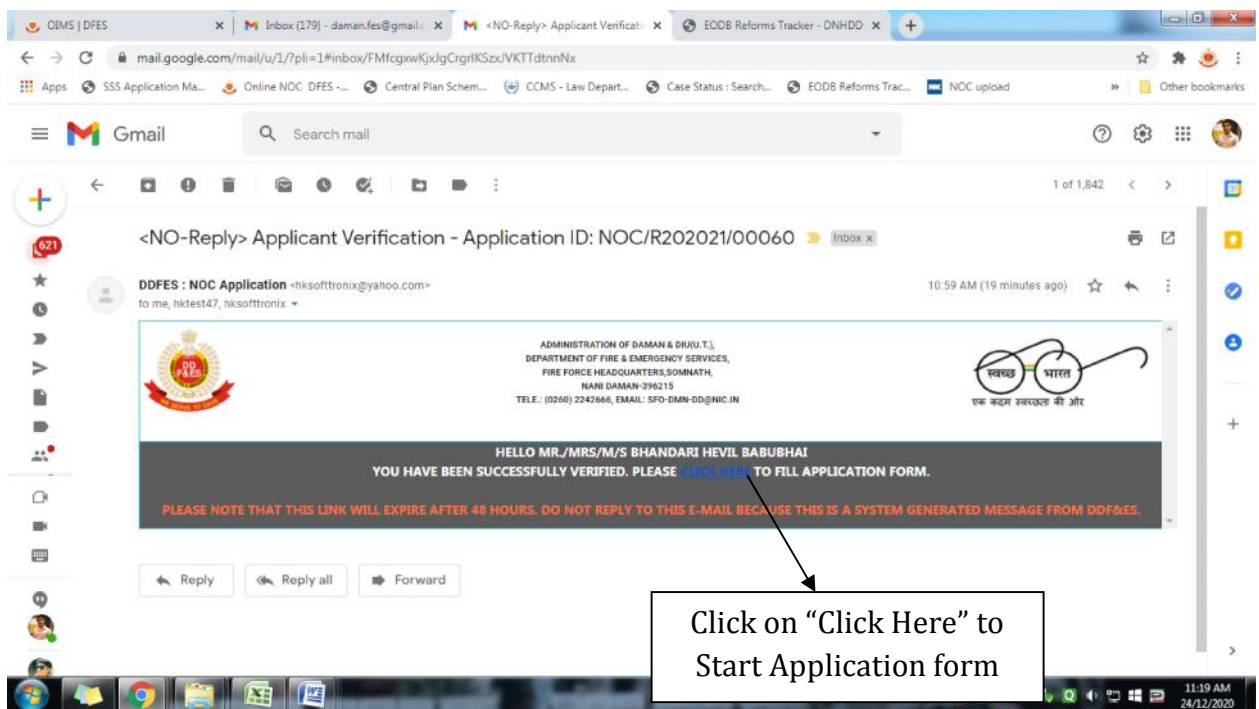 OIMS | DFES
Inbox (179) - daman.fes@gmail.c
<NO-Reply> Applicant Verificati
EODB Reforms Tracker - DNHDD
mail.google.com/mail/u/1/?pli=1#inbox/FMfcgxwKjxJgCrgrlKSzxJVKTTdtnnNx
Apps SSS Application Ma... Online NOC DFES -... Central Plan Schem... CCMS - Law Depart... Case Status : Search... EODB Reforms Trac... NOC upload » Other bookmarks
Gmail
Search mail
1 of 1,842
621
<NO-Reply> Applicant Verification - Application ID: NOC/R202021/00060 Inbox x
DDFES : NOC Application <hksofttronix@yahoo.com>
10:59 AM (19 minutes ago)
to me, hktest47, hksofttronix
DD
F&ES
ADMINISTRATION OF DAMAN & DIU(U.T.),
DEPARTMENT OF FIRE & EMERGENCY SERVICES,
FIRE FORCE HEADQUARTERS,SOMNATH,
NANI DAMAN-396215
TELE.: (0260) 2242666, EMAIL: SFO-DMN-DD@NIC.IN
स्वच्छ भारत
एक कदम स्वच्छता की ओर
HELLO MR./MRS/M/S BHANDARI HEVIL BABUBHAI
YOU HAVE BEEN SUCCESSFULLY VERIFIED. PLEASE CLICK HERE TO FILL APPLICATION FORM.
PLEASE NOTE THAT THIS LINK WILL EXPIRE AFTER 48 HOURS. DO NOT REPLY TO THIS E-MAIL BECAUSE THIS IS A SYSTEM GENERATED MESSAGE FROM DDF&ES.
Reply
Reply all
Forward
Click on “Click Here” to
Start Application form
11:19 AM
24/12/2020